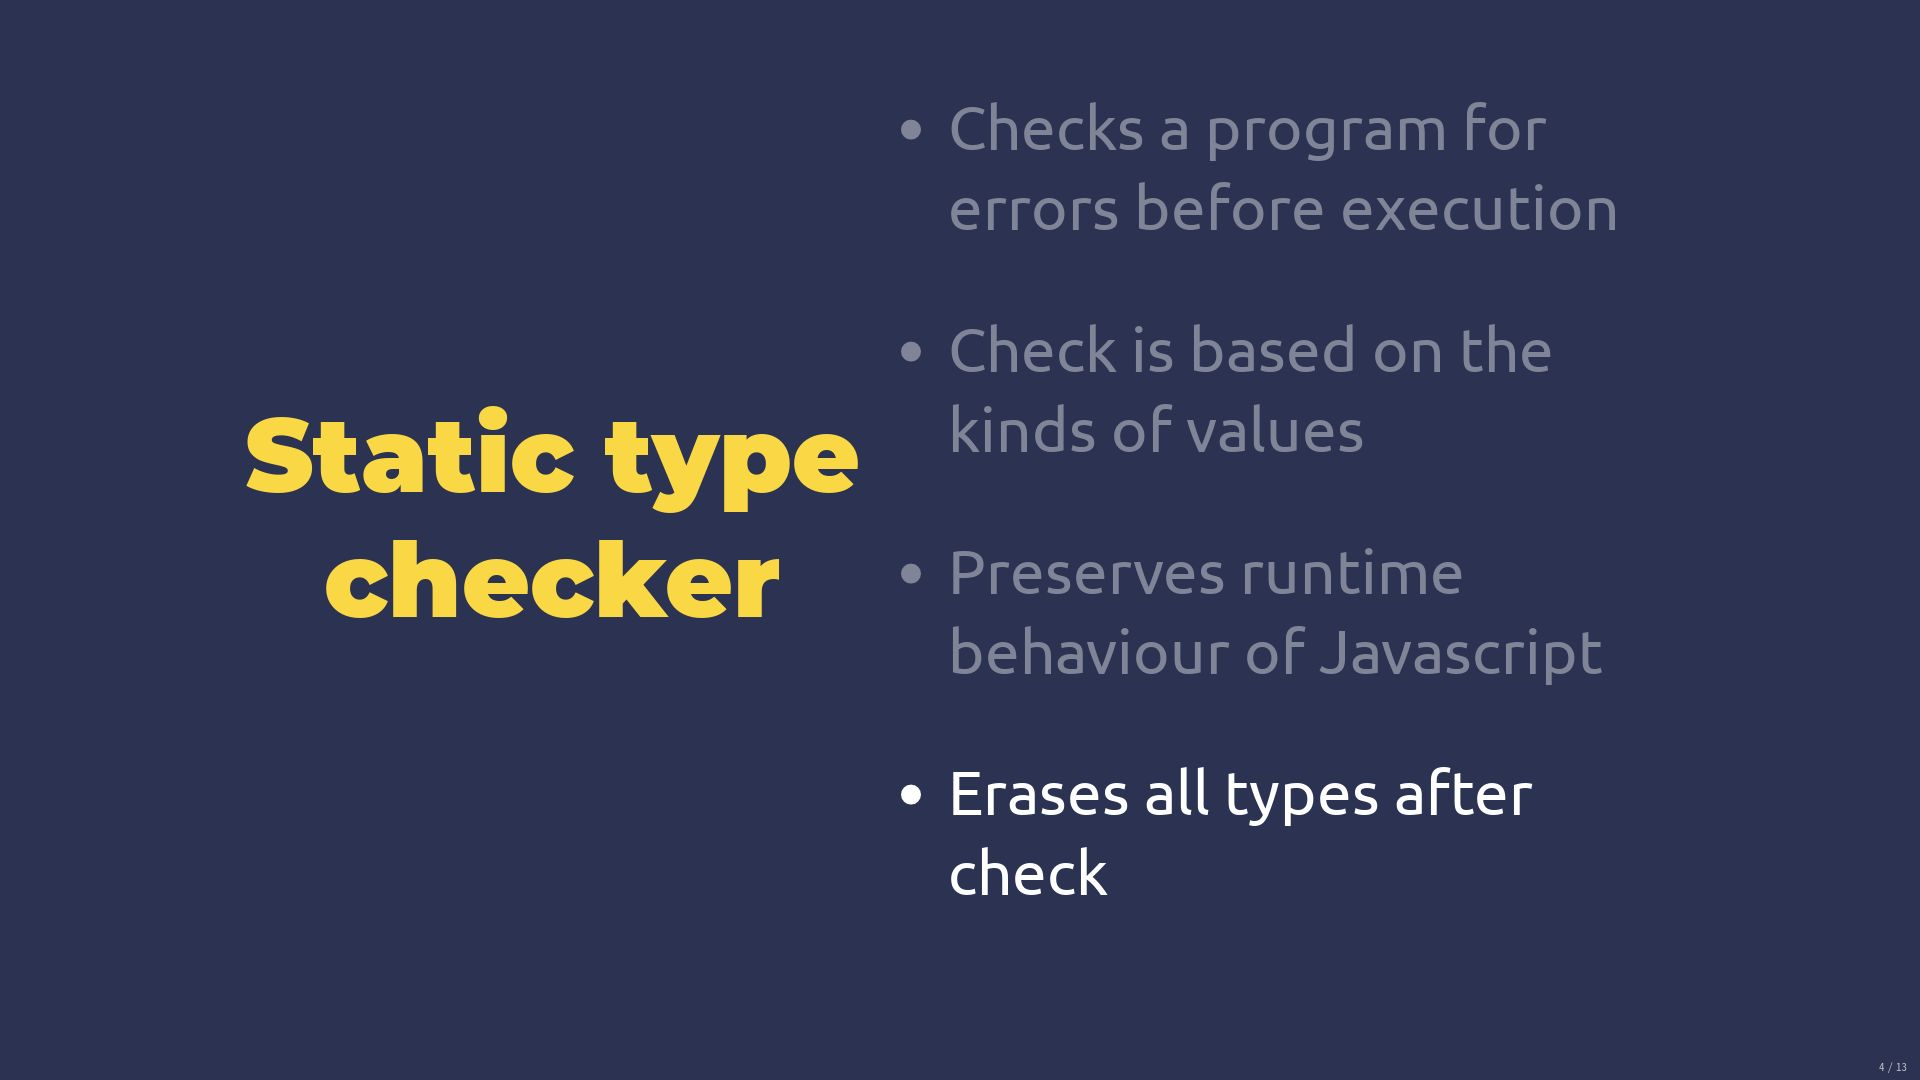 Static type
checker
• Checks a program for
errors before execution
• Check is based on the
kinds of values
• Preserves runtime
behaviour of Javascript
• Erases all types after
check
4 / 13